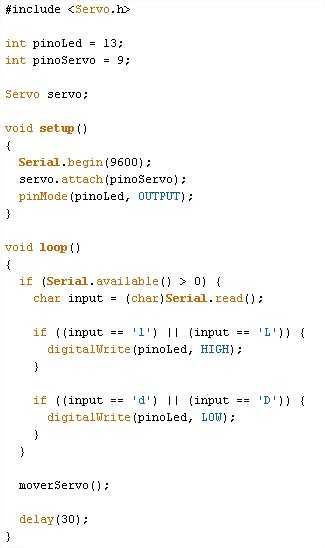 #include <Servo.h>

int pinoLed = 13;
int pinoServo = 9;

Servo servo;

void setup()
{
  Serial.begin(9600);
  servo.attach(pinoServo);
  pinMode(pinoLed, OUTPUT);
}

void loop()
{
  if (Serial.available() > 0) {
    char input = (char)Serial.read();

    if ((input == 'l') || (input == 'L')) {
      digitalWrite(pinoLed, HIGH);
    }

    if ((input == 'd') || (input == 'D')) {
      digitalWrite(pinoLed, LOW);
    }
  }

  moverServo();

  delay(30);
}